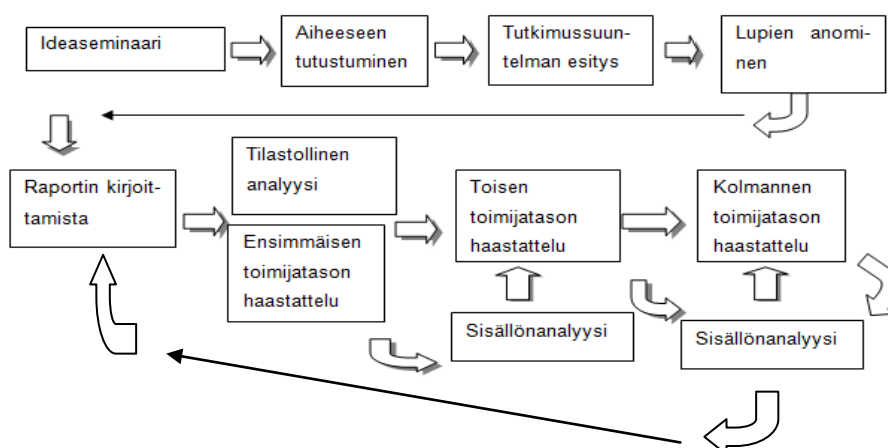 Ideaseminaari
Aiheeseen
tutustuminen
Tutkimussuun-
telman esitys
Lupien anomi-
nen
Raportin kirjoit-
tamista
Tilastollinen
analyysi
Ensimmäisen
toimijatason
haastattelu
Toisen
toimijatason
haastattelu
Kolmannen
toimijatason
haastattelu
Sisällönanalyysi
Sisällönanalyysi